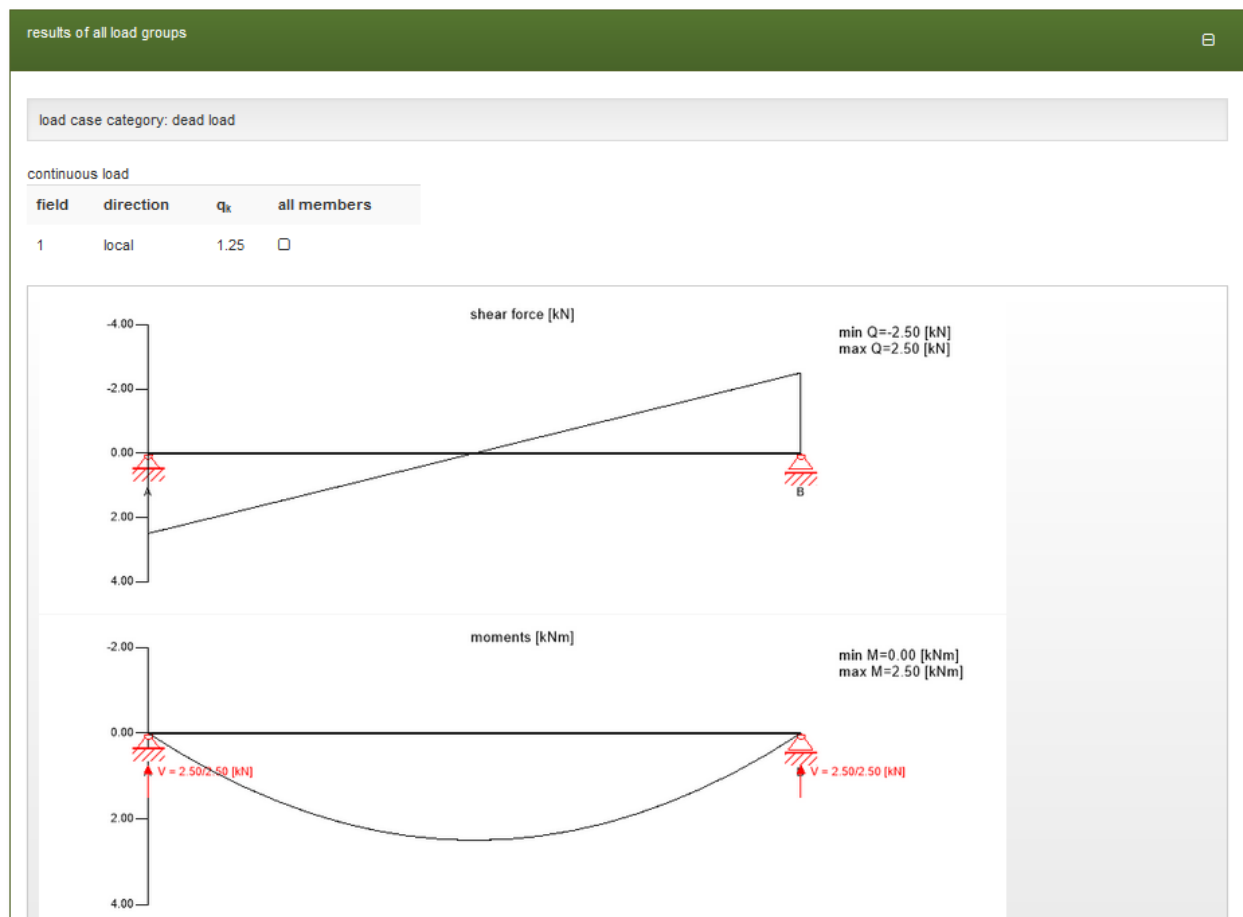 results of all load groups
load case category: dead load
continuous load
field direction qk all members
1 local 1.25
shear force [kN]
min Q=-2.50 [kN]
max Q=2.50 [kN]
-4.00
-2.00
0.00
2.00
4.00
A
B
moments [kNm]
min M=0.00 [kNm]
max M=2.50 [kNm]
-2.00
0.00
2.00
4.00
V = 2.50/2.50 [kN]
V = 2.50/2.50 [kN]